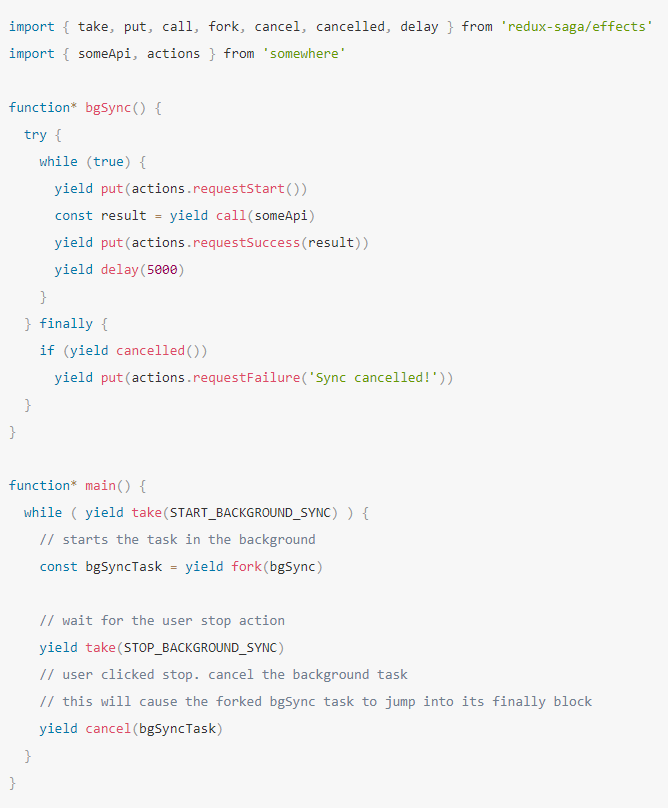 import { take, put, call, fork, cancel, cancelled, delay } from 'redux-saga/effects'
import { someApi, actions } from 'somewhere'

function* bgSync() {
  try {
    while (true) {
      yield put(actions.requestStart())
      const result = yield call(someApi)
      yield put(actions.requestSuccess(result))
      yield delay(5000)
    }
  } finally {
    if (yield cancelled())
      yield put(actions.requestFailure('Sync cancelled!'))
  }
}

function* main() {
  while ( yield take(START_BACKGROUND_SYNC) ) {
    // starts the task in the background
    const bgSyncTask = yield fork(bgSync)

    // wait for the user stop action
    yield take(STOP_BACKGROUND_SYNC)
    // user clicked stop. cancel the background task
    // this will cause the forked bgSync task to jump into its finally block
    yield cancel(bgSyncTask)
  }
}